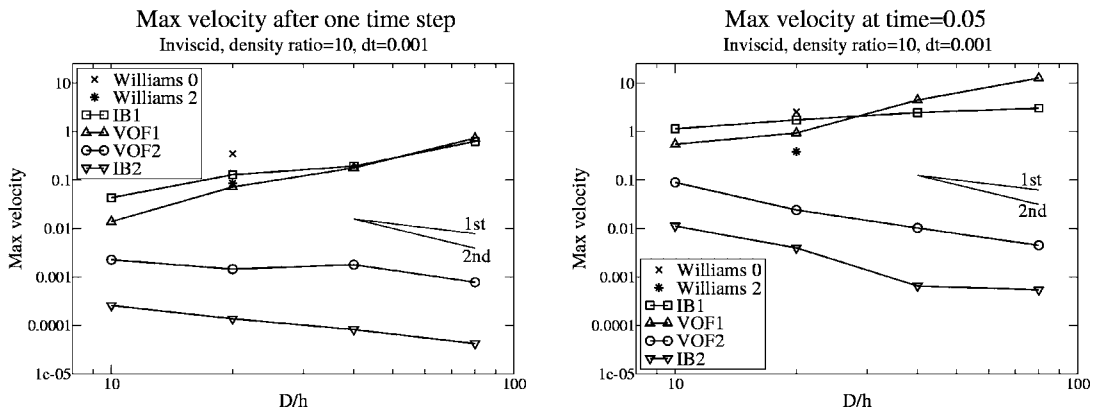 Max velocity after one time step
Inviscid, density ratio=10, dt=0.001
10
1
0.1
0.01
0.001
0.0001
1c-05
Max velocity
Williams 0
Williams 2
IB1
VOF1
VOF2
IB2
1st
2nd
10
100
D/h
Max velocity at time=0.05
Inviscid, density ratio=10, dt=0.001
10
1
0.1
0.01
0.001
0.0001
1c-05
Max velocity
1st
2nd
Williams 0
Williams 2
IB1
VOF1
VOF2
IB2
10
100
D/h